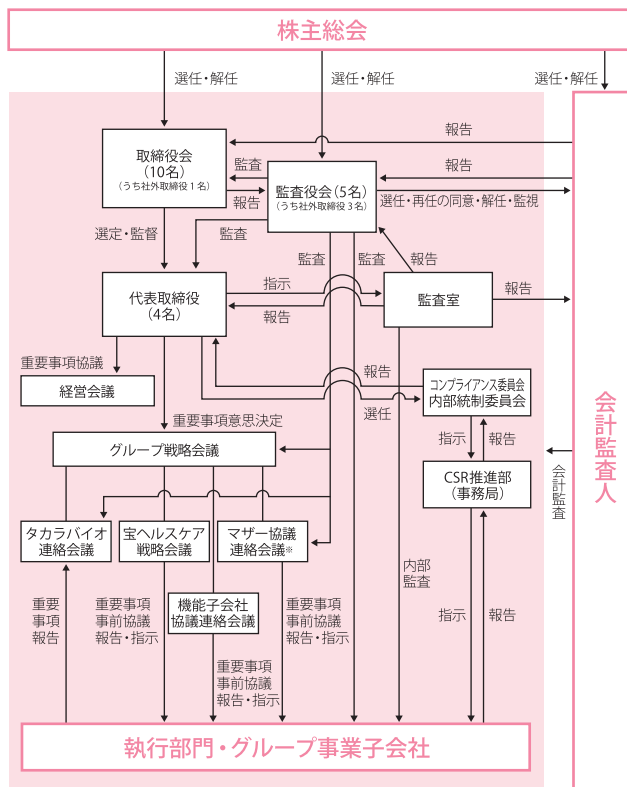 株主総会
選任・解任
選任・解任
選任・解任
報告
取締役会
(10名)
(うち社外取締役1名)
監査
報告
報告
監査役会(5名)
(うち社外取締役3名)
選任・再任の同意・解任・監視
選定・監督
監査
監査
監査
報告
代表取締役
(4名)
指示
報告
監査室
報告
重要事項協議
経営会議
報告
選任
コンプライアンス委員会
内部統制委員会
重要事項意思決定
グループ戦略会議
指示
報告
会計監査人
会計監査
CSR推進部
(事務局)
タカラバイオ
連絡会議
宝ヘルスケア
戦略会議
マザー協議
連絡会議※
内部
監査
機能子会社
協議連絡会議
重要
事項
報告
重要事項
事前協議
報告・指示
重要事項
事前協議
報告・指示
指示
報告
重要事項
事前協議
報告・指示
執行部門・グループ事業子会社